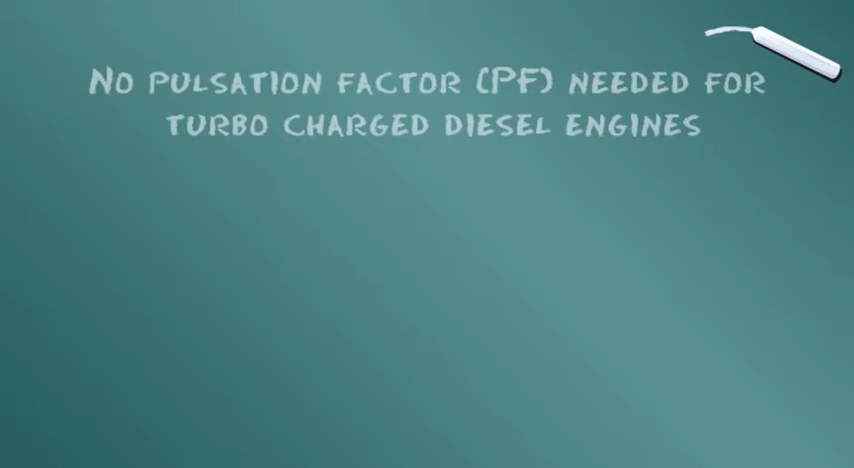 No pulsation factor (PF) needed for
turbo charged diesel engines